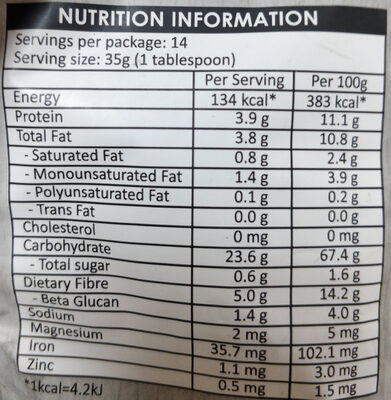 NUTRITION INFORMATION
Servings per package: 14
Serving size: 35g (1 tablespoon)
Per Serving Per 100g
Energy 134 kcal* 383 kcal*
Protein 3.9 g 11.1 g
Total Fat 3.8 g 10.8 g
- Saturated Fat 0.8 g 2.4 g
- Monounsaturated Fat 1.4 g 3.9 g
- Polyunsaturated Fat 0.1 g 0.2 g
- Trans Fat 0.0 g 0.0 g
Cholesterol 0 mg 0 mg
Carbohydrate 23.6 g 67.4 g
- Total sugar 0.6 g 1.6 g
Dietary Fibre 5.0 g 14.2 g
- Beta Glucan 1.4 g 4.0 g
Sodium 2 mg 5 mg
Magnesium 35.7 mg 102.1 mg
Iron 1.1 mg 3.0 mg
Zinc 0.5 mg 1.5 mg
*1kcal=4.2kJ